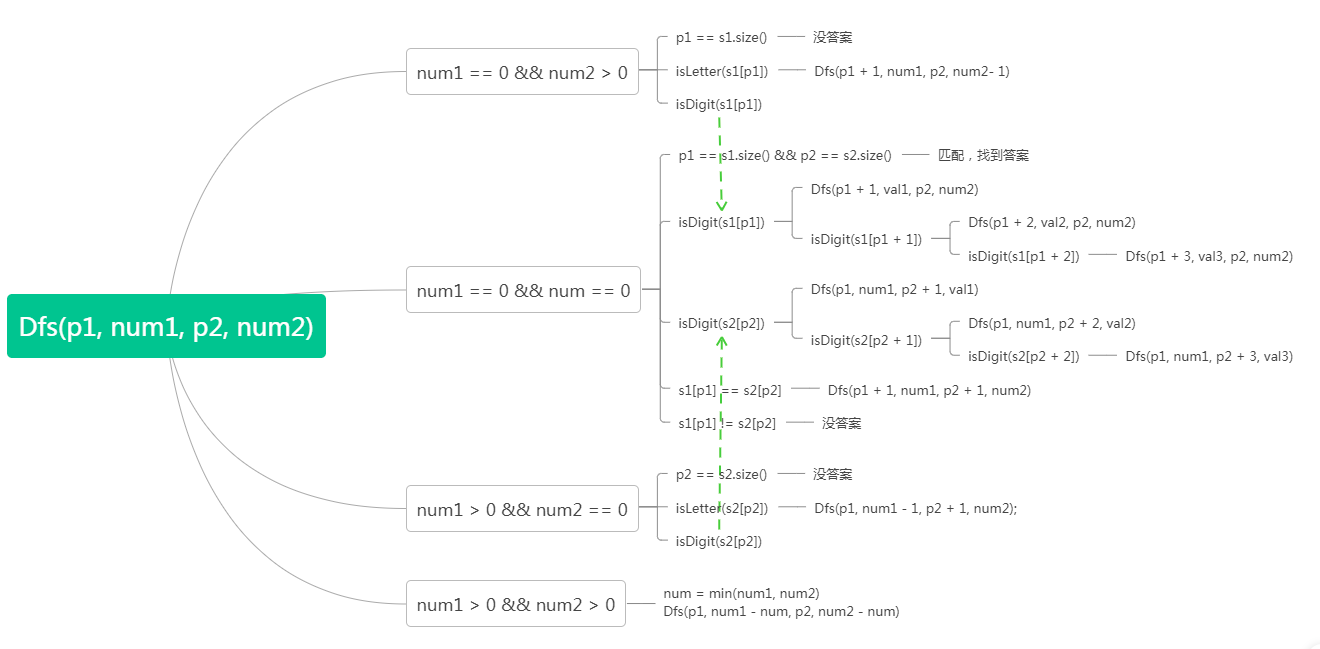 Dfs(p1, num1, p2, num2)
num1 == 0 && num2 > 0
p1 == s1.size()
没答案
isLetter(s1[p1])
Dfs(p1 + 1, num1, p2, num2- 1)
isDigit(s1[p1])
num1 == 0 && num == 0
p1 == s1.size() && p2 == s2.size()
匹配，找到答案
isDigit(s1[p1])
Dfs(p1 + 1, val1, p2, num2)
isDigit(s1[p1 + 1])
Dfs(p1 + 2, val2, p2, num2)
isDigit(s1[p1 + 2])
Dfs(p1 + 3, val3, p2, num2)
isDigit(s2[p2])
Dfs(p1, num1, p2 + 1, val1)
isDigit(s2[p2 + 1])
Dfs(p1, num1, p2 + 2, val2)
isDigit(s2[p2 + 2])
Dfs(p1, num1, p2 + 3, val3)
s1[p1] == s2[p2]
Dfs(p1 + 1, num1, p2 + 1, num2)
s1[p1] != s2[p2]
没答案
num1 > 0 && num2 == 0
p2 == s2.size()
没答案
isLetter(s2[p2])
Dfs(p1, num1 - 1, p2 + 1, num2);
isDigit(s2[p2])
num1 > 0 && num2 > 0
num = min(num1, num2)
Dfs(p1, num1 - num, p2, num2 - num)